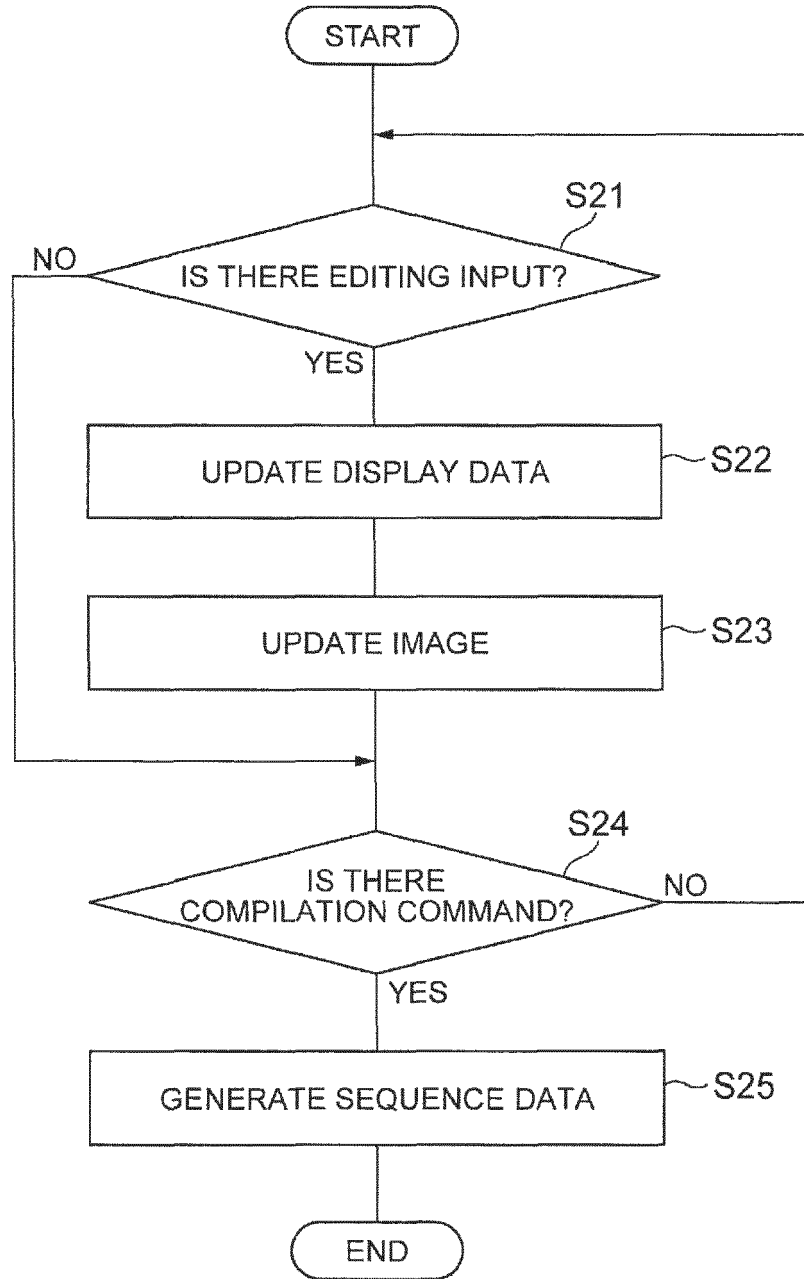 START
S21
NO
IS THERE EDITING INPUT?
YES
UPDATE DISPLAY DATA
S22
UPDATE IMAGE
S23
S24
IS THERE
COMPILATION COMMAND?
NO
YES
GENERATE SEQUENCE DATA
S25
END